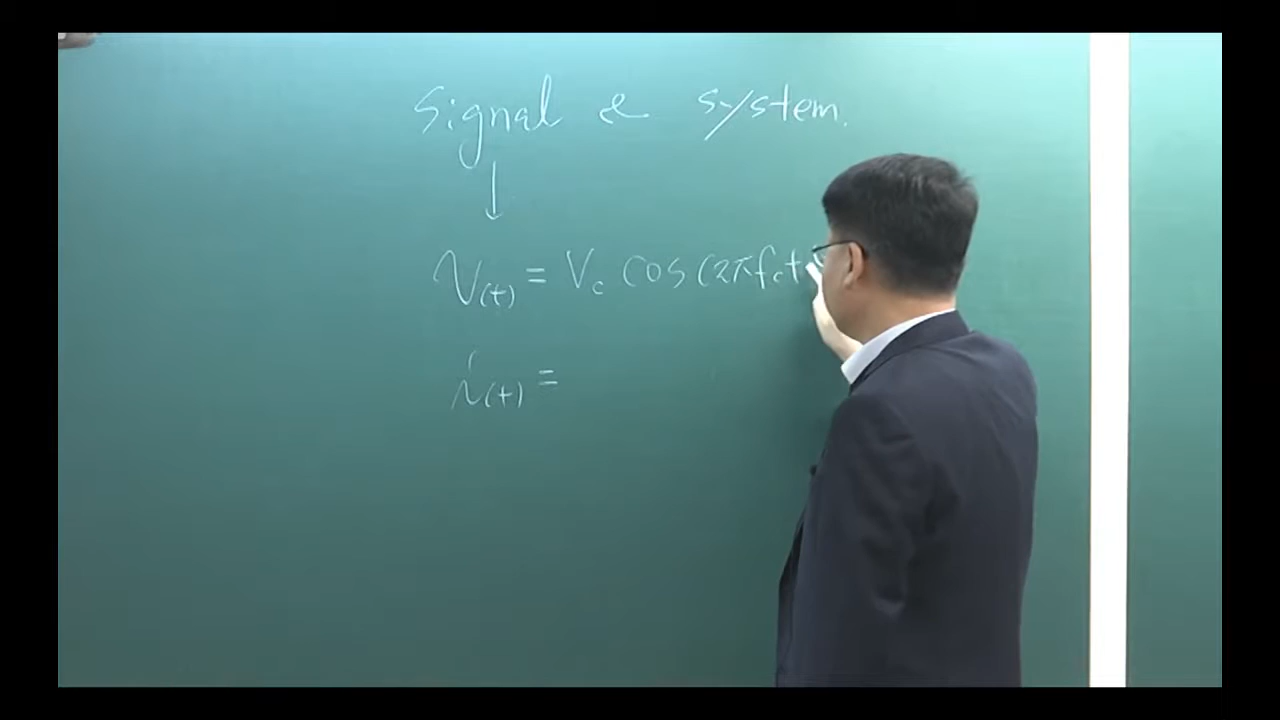 Signal & system.
↓
v(t) = Vc cos(2πfct
i(t) =